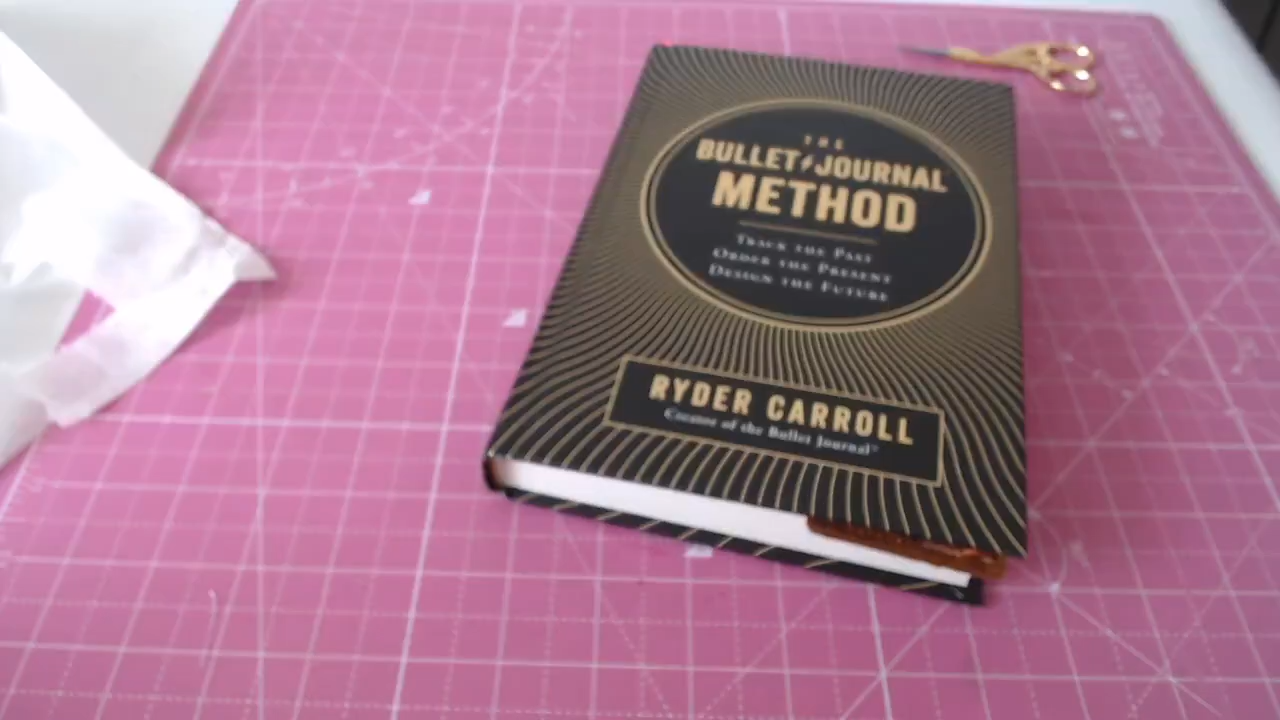 THE
BULLET JOURNAL
METHOD
TRACK THE PAST
ORDER THE PRESENT
DESIGN THE FUTURE
RYDER CARROLL
Creator of the Bullet Journal™